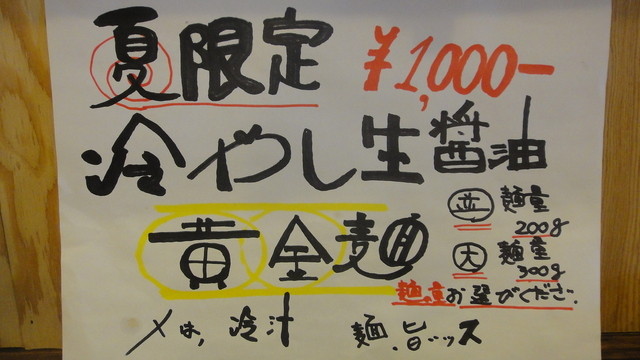 夏限定 ¥1,000-
冷やし生醤油
黄金麺
並 麺量 200g
大 麺量 300g
麺量お選びください.
〆は,冷汁 麺.旨ッス